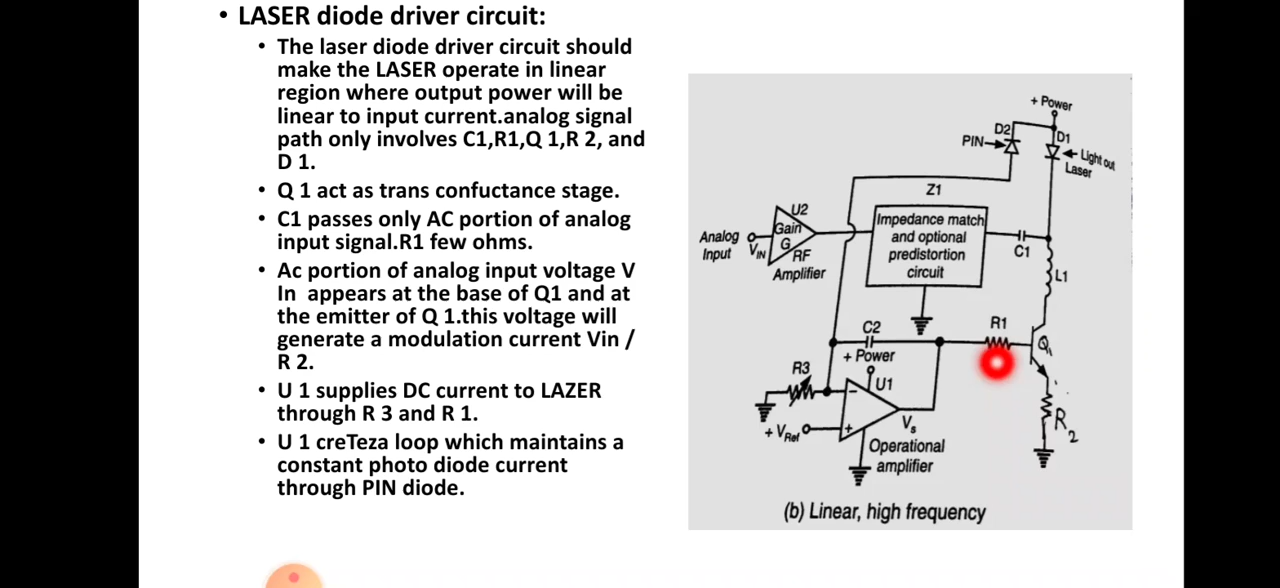 • LASER diode driver circuit:
• The laser diode driver circuit should
make the LASER operate in linear
region where output power will be
linear to input current.analog signal
path only involves C1,R1,Q 1,R 2, and
D 1.
• Q 1 act as trans confuctance stage.
• C1 passes only AC portion of analog
input signal.R1 few ohms.
• Ac portion of analog input voltage V
In appears at the base of Q1 and at
the emitter of Q 1.this voltage will
generate a modulation current Vin /
R 2.
• U 1 supplies DC current to LAZER
through R 3 and R 1.
• U 1 creTeza loop which maintains a
constant photo diode current
through PIN diode.
+ Power
D2
D1
PIN
Light out
Laser
Z1
U2
Gain
G
RF
Amplifier
Analog
Input
VIN
Impedance match
and optional
predistortion
circuit
C1
L1
C2
R1
Q1
+ Power
R3
U1
−
+
+ VRef
Vs
R2
Operational
amplifier
(b) Linear, high frequency